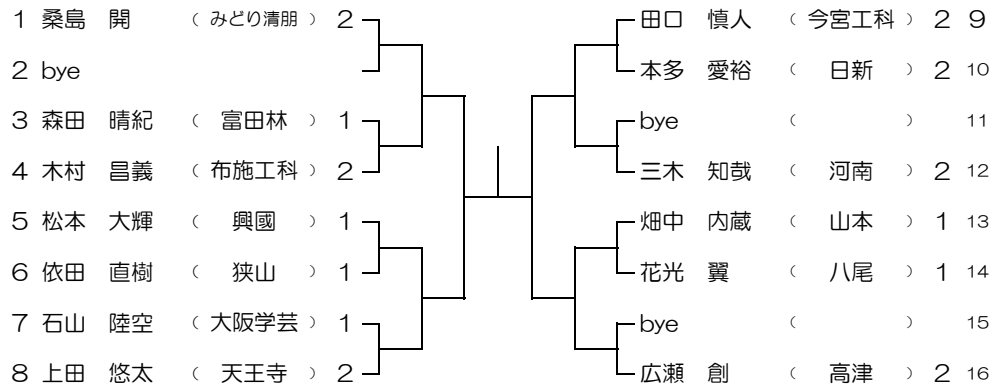 1 桑島 開 ( みどり清朋 ) 2
2 bye
3 森田 晴紀 ( 富田林 ) 1
4 木村 昌義 ( 布施工科 ) 2
5 松本 大輝 ( 興國 ) 1
6 依田 直樹 ( 狭山 ) 1
7 石山 陸空 ( 大阪学芸 ) 1
8 上田 悠太 ( 天王寺 ) 2
田口 慎人 ( 今宮工科 ) 2 9
本多 愛裕 ( 日新 ) 2 10
bye ( ) 11
三木 知哉 ( 河南 ) 2 12
畑中 内蔵 ( 山本 ) 1 13
花光 翼 ( 八尾 ) 1 14
bye ( ) 15
広瀬 創 ( 高津 ) 2 16